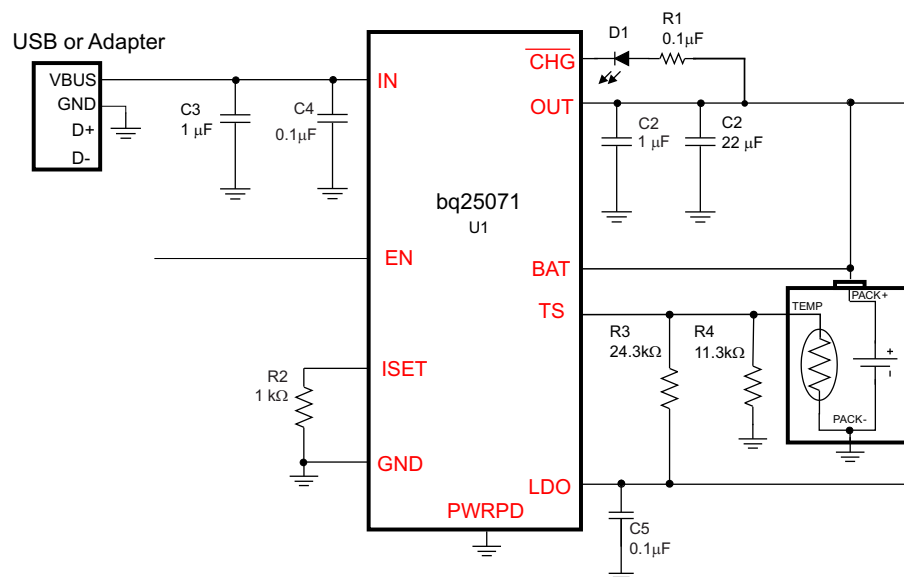 USB or Adapter
VBUS
GND
D+
D-
C3
1 μF
C4
0.1μF
IN
EN
R2
1 kΩ
ISET
GND
PWRPD
bq25071
U1
CHG
OUT
BAT
TS
LDO
D1
R1
0.1μF
C2
1 μF
C2
22 μF
R3
24.3kΩ
R4
11.3kΩ
TEMP
PACK+
+
-
PACK-
C5
0.1μF